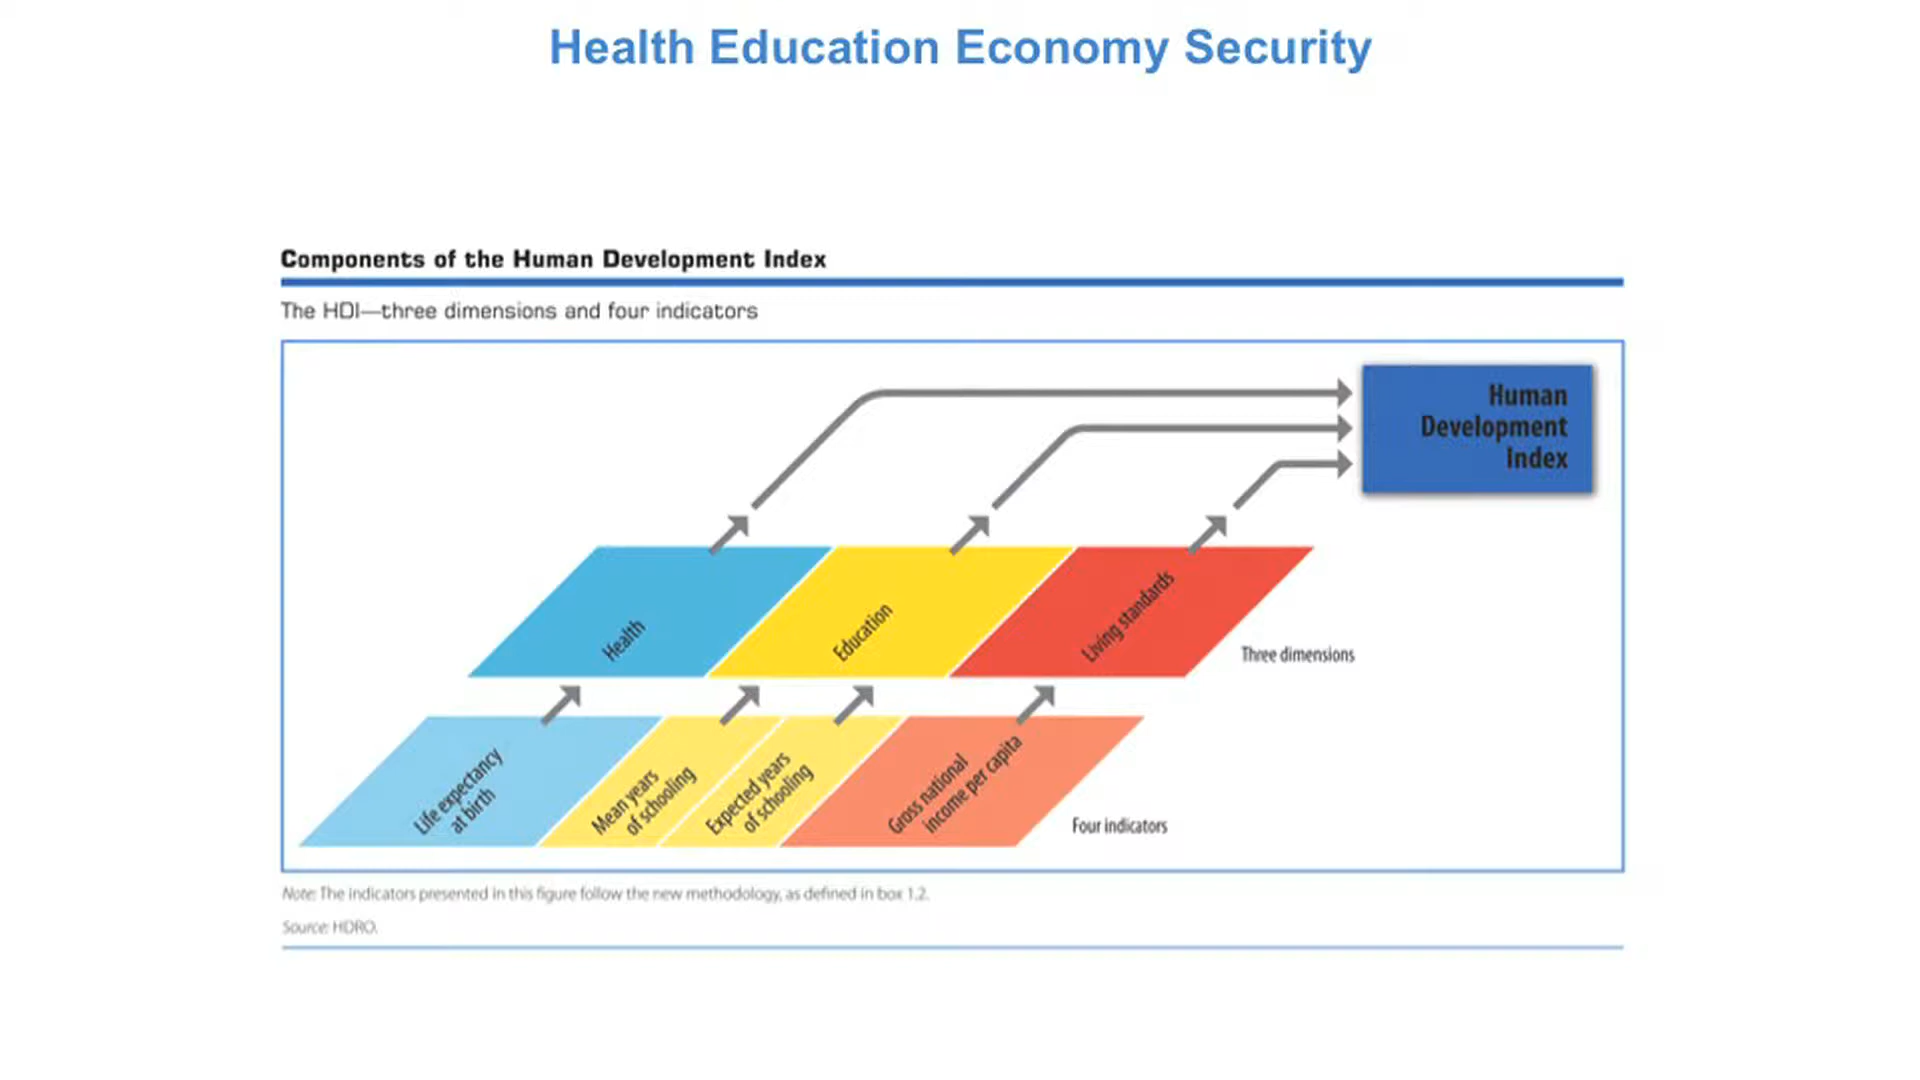 Health Education Economy Security
Components of the Human Development Index
The HDI—three dimensions and four indicators
Human
Development
Index
Health
Education
Living standards
Three dimensions
Life expectancy
at birth
Mean years
of schooling
Expected years
of schooling
Gross national
income per capita
Four indicators
Note: The indicators presented in this figure follow the new methodology, as defined in box 1.2.
Source: HDRO.